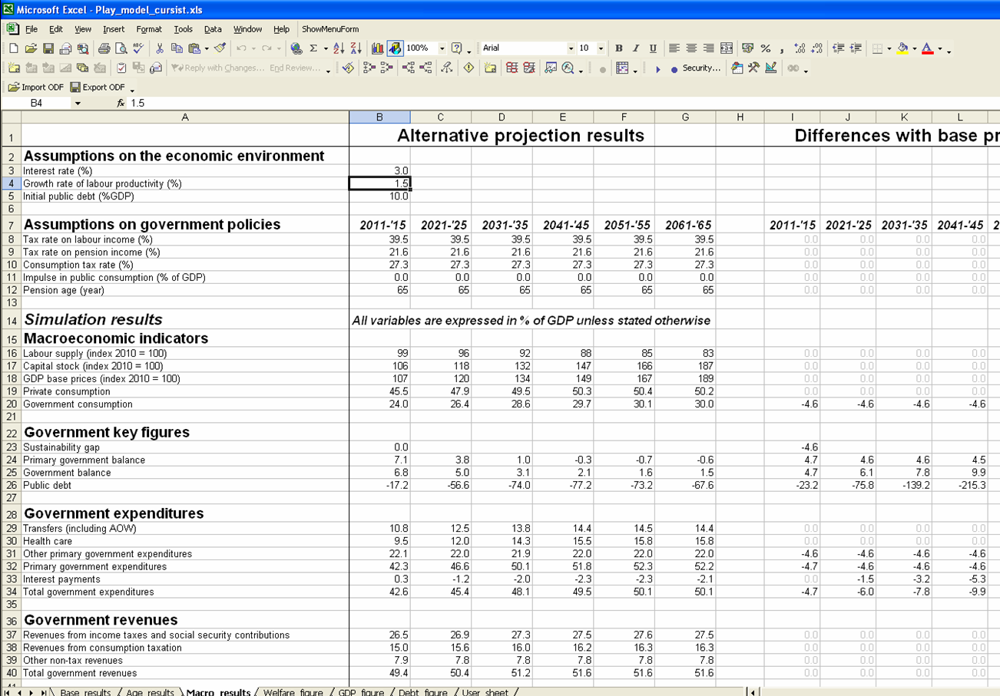 Microsoft Excel - Play_model_cursist.xls
File Edit View Insert Format Tools Data Window Help ShowMenuForm
100% Arial 10 B I U
Reply with Changes... End Review... Security...
Import ODF Export ODF
B4 fx 1.5
A B C D E F G H I J K L
1 Alternative projection results Differences with base pr
2 Assumptions on the economic environment
3 Interest rate (%) 3.0
4 Growth rate of labour productivity (%) 1.5
5 Initial public debt (%GDP) 10.0
6
7 Assumptions on government policies 2011-'15 2021-'25 2031-'35 2041-'45 2051-'55 2061-'65 2011-'15 2021-'25 2031-'35 2041-'45 2
8 Tax rate on labour income (%) 39.5 39.5 39.5 39.5 39.5 39.5 0.0 0.0 0.0 0.0
9 Tax rate on pension income (%) 21.6 21.6 21.6 21.6 21.6 21.6 0.0 0.0 0.0 0.0
10 Consumption tax rate (%) 27.3 27.3 27.3 27.3 27.3 27.3 0.0 0.0 0.0 0.0
11 Impulse in public consumption (% of GDP) 0.0 0.0 0.0 0.0 0.0 0.0 0.0 0.0 0.0 0.0
12 Pension age (year) 65 65 65 65 65 65 0.0 0.0 0.0 0.0
13
14 Simulation results All variables are expressed in % of GDP unless stated otherwise
15 Macroeconomic indicators
16 Labour supply (index 2010 = 100) 99 96 92 88 85 83 0.0 0.0 0.0 0.0
17 Capital stock (index 2010 = 100) 106 118 132 147 166 187 0.0 0.0 0.0 0.0
18 GDP base prices (index 2010 = 100) 107 120 134 149 167 189 0.0 0.0 0.0 0.0
19 Private consumption 45.5 47.9 49.5 50.3 50.4 50.2 0.0 0.0 0.0 0.0
20 Government consumption 24.0 26.4 28.6 29.7 30.1 30.0 -4.6 -4.6 -4.6 -4.6
21
22 Government key figures
23 Sustainability gap 0.0 -4.6
24 Primary government balance 7.1 3.8 1.0 -0.3 -0.7 -0.6 4.7 4.6 4.6 4.5
25 Government balance 6.8 5.0 3.1 2.1 1.6 1.5 4.7 6.1 7.8 9.9
26 Public debt -17.2 -56.6 -74.0 -77.2 -73.2 -67.6 -23.2 -75.8 -139.2 -215.3
27
28 Government expenditures
29 Transfers (including AOW) 10.8 12.5 13.8 14.4 14.5 14.4 0.0 0.0 0.0 0.0
30 Health care 9.5 12.0 14.3 15.5 15.8 15.8 0.0 0.0 0.0 0.0
31 Other primary government expenditures 22.1 22.0 21.9 22.0 22.0 22.0 -4.6 -4.6 -4.6 -4.6
32 Primary government expenditures 42.3 46.6 50.1 51.8 52.3 52.2 -4.7 -4.6 -4.6 -4.6
33 Interest payments 0.3 -1.2 -2.0 -2.3 -2.3 -2.1 0.0 -1.5 -3.2 -5.3
34 Total government expenditures 42.6 45.4 48.1 49.5 50.1 50.1 -4.7 -6.0 -7.8 -9.9
35
36 Government revenues
37 Revenues from income taxes and social security contributions 26.5 26.9 27.3 27.5 27.6 27.5 0.0 0.0 0.0 0.0
38 Revenues from consumption taxation 15.0 15.6 16.0 16.2 16.3 16.3 0.0 0.0 0.0 0.0
39 Other non-tax revenues 7.9 7.8 7.8 7.8 7.8 7.8 0.0 0.0 0.0 0.0
40 Total government revenues 49.4 50.4 51.2 51.6 51.6 51.6 0.0 0.0 0.0 0.0
41
Base_results Age_results Macro_results Welfare_figure GDP_figure Debt_figure User_sheet